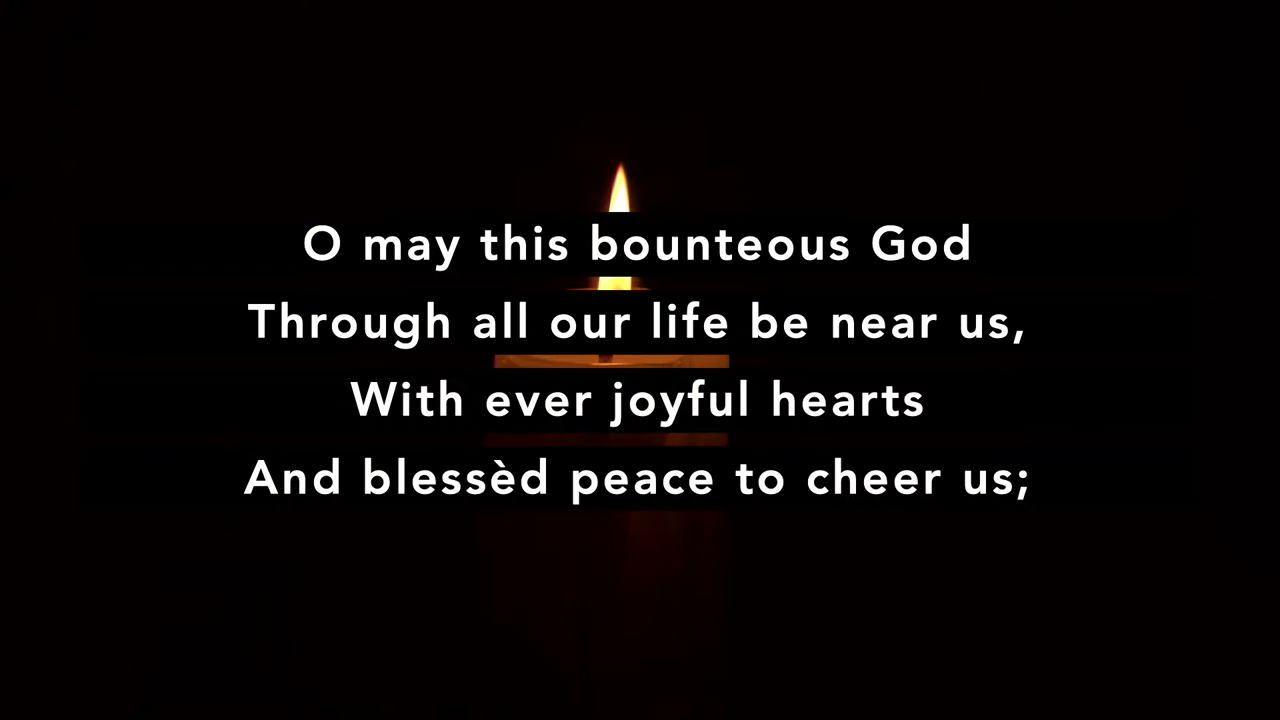 O may this bounteous God
Through all our life be near us,
With ever joyful hearts
And blessèd peace to cheer us;